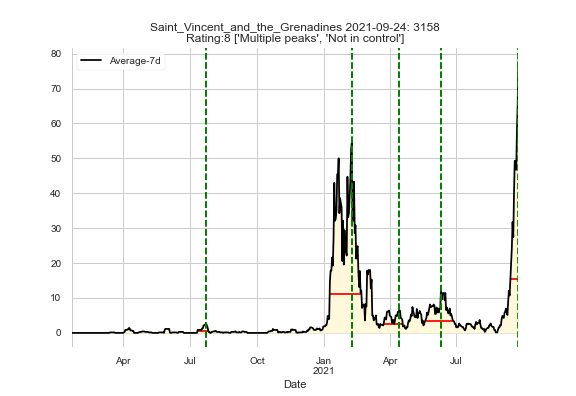 Saint_Vincent_and_the_Grenadines 2021-09-24: 3158
Rating:8 ['Multiple peaks', 'Not in control']
Average-7d
80
70
60
50
40
30
20
10
0
Apr Jul Oct Jan Apr Jul
2021
Date